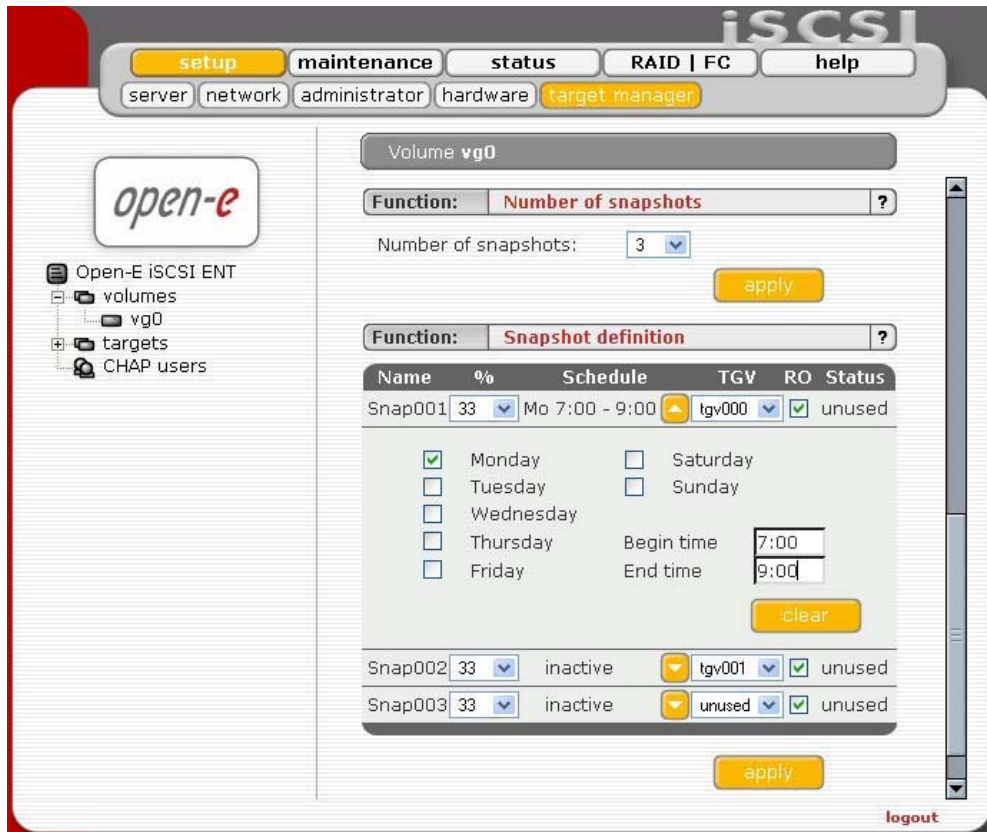 iSCSI
setup maintenance status RAID | FC help
server network administrator hardware target manager
open-e
Open-E iSCSI ENT
volumes
vg0
targets
CHAP users
Volume vg0
Function: Number of snapshots ?
Number of snapshots: 3
apply
Function: Snapshot definition ?
Name % Schedule TGV RO Status
Snap001 33 Mo 7:00 - 9:00 tgv000 unused
Monday Saturday
Tuesday Sunday
Wednesday
Thursday Begin time 7:00
Friday End time 9:00
clear
Snap002 33 inactive tgv001 unused
Snap003 33 inactive unused unused
apply
logout